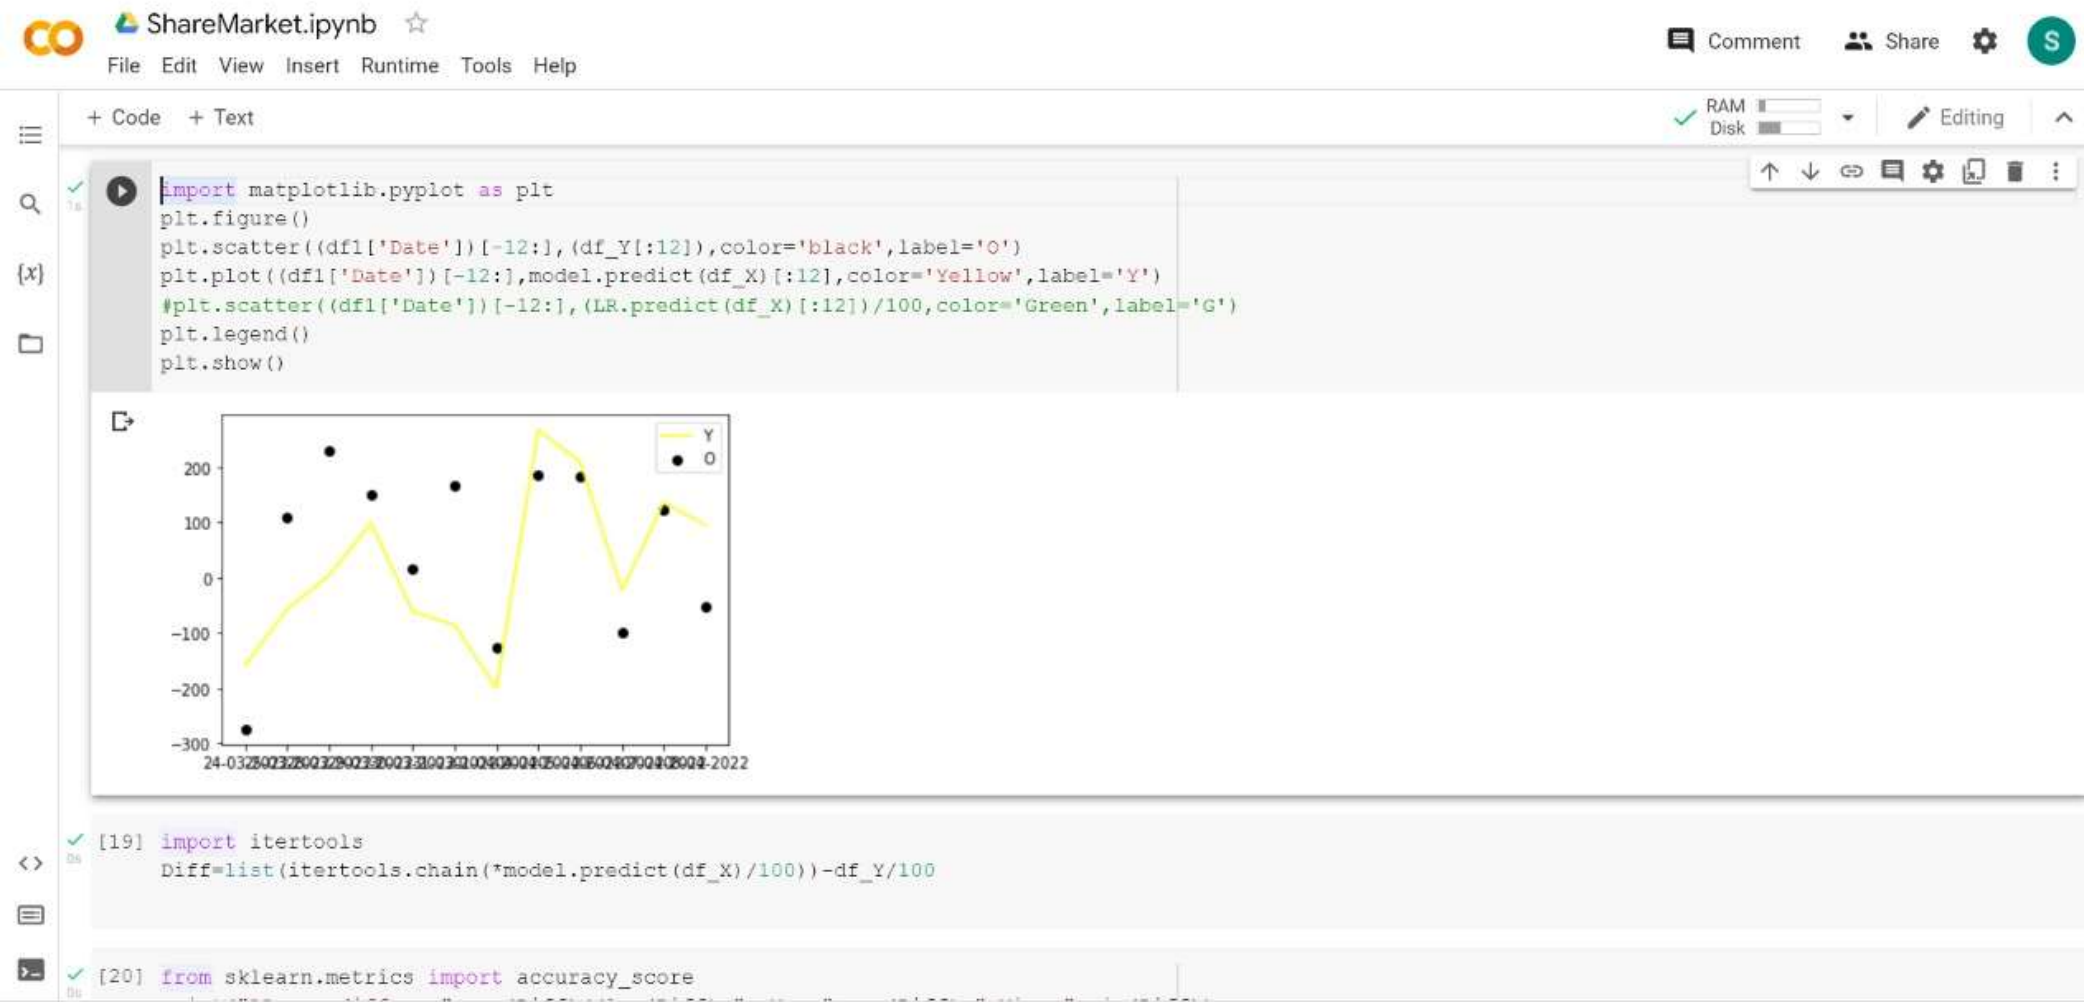 ShareMarket.ipynb
Comment
Share
S
File Edit View Insert Runtime Tools Help
+ Code + Text
RAM
Disk
Editing
1s
import matplotlib.pyplot as plt
plt.figure()
plt.scatter((df1['Date'])[-12:],(df_Y[:12]),color='black',label='O')
plt.plot((df1['Date'])[-12:],model.predict(df_X)[:12],color='Yellow',label='Y')
#plt.scatter((df1['Date'])[-12:],(LR.predict(df_X)[:12])/100,color='Green',label='G')
plt.legend()
plt.show()
{x}
Y
O
200
100
0
−100
−200
−300
[19] import itertools
0s
Diff=list(itertools.chain(*model.predict(df_X)/100))-df_Y/100
[20] from sklearn.metrics import accuracy_score
0s